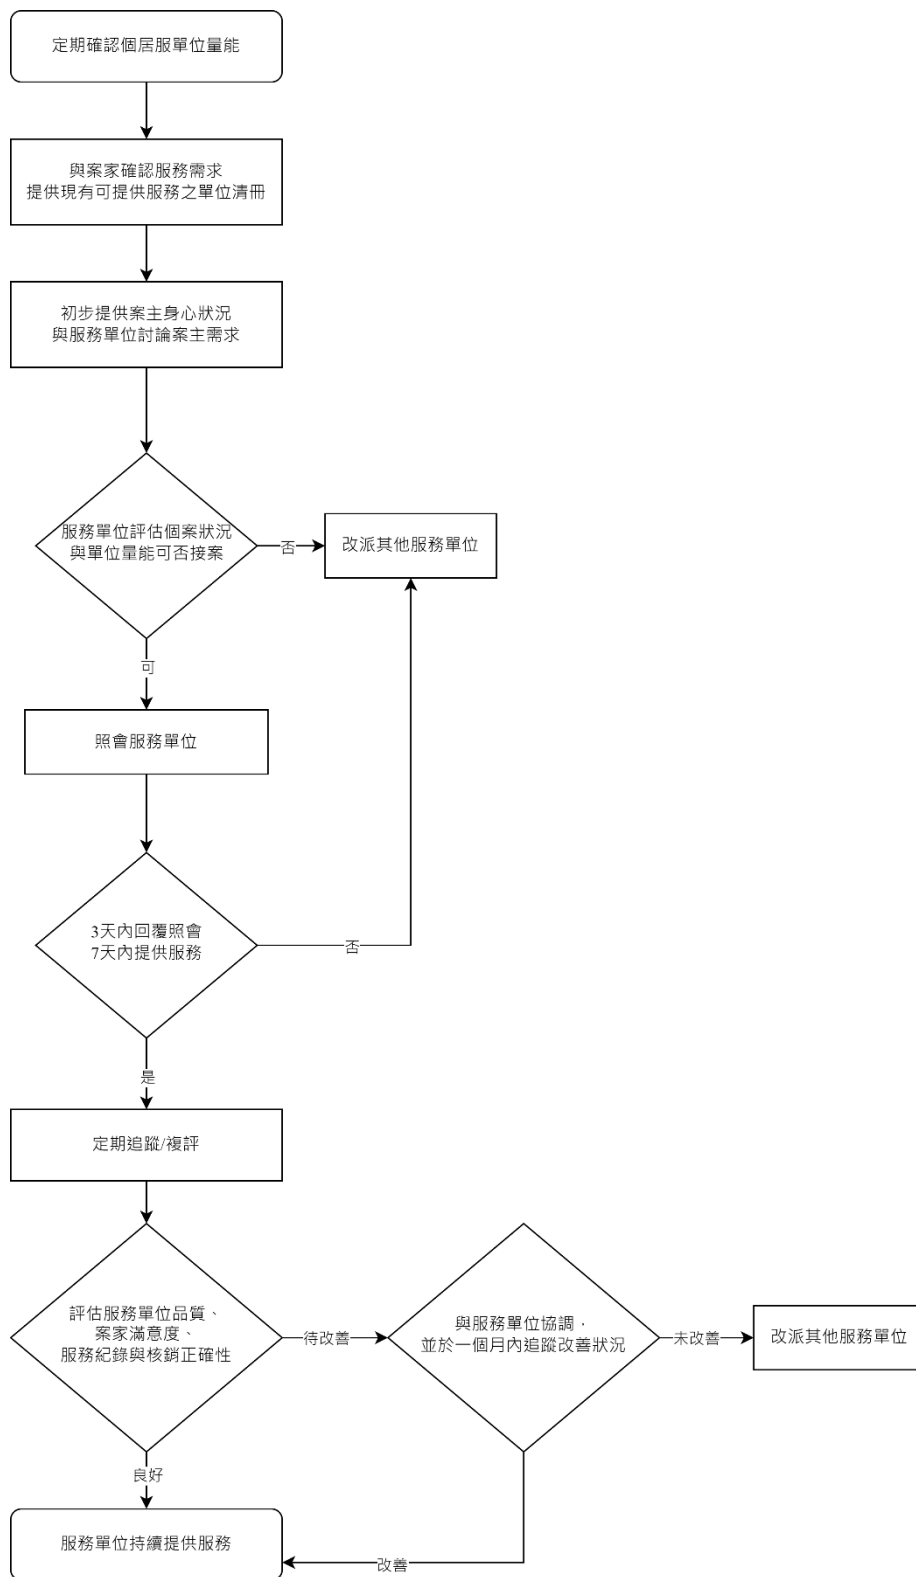 定期確認個居服單位量能
與案家確認服務需求
提供現有可提供服務之單位清冊
初步提供案主身心狀況
與服務單位討論案主需求
服務單位評估個案狀況
與單位量能可否接案
否
改派其他服務單位
可
照會服務單位
3天內回覆照會
7天內提供服務
否
是
定期追蹤/複評
評估服務單位品質、
案家滿意度、
服務紀錄與核銷正確性
待改善
與服務單位協調，
並於一個月內追蹤改善狀況
未改善
改派其他服務單位
良好
服務單位持續提供服務
改善